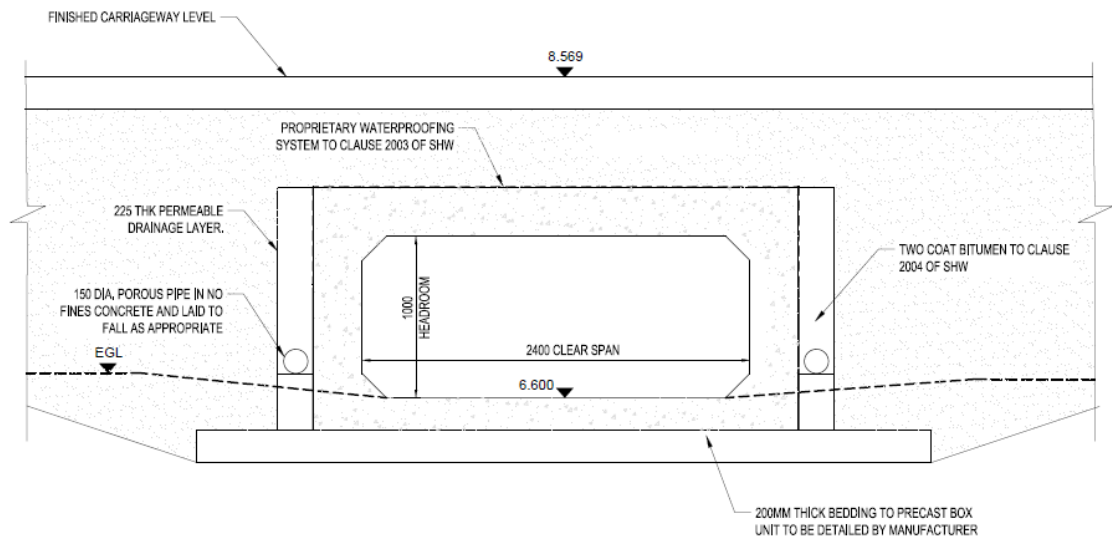 FINISHED CARRIAGEWAY LEVEL
8.569
PROPRIETARY WATERPROOFING
SYSTEM TO CLAUSE 2003 OF SHW
225 THK PERMEABLE
DRAINAGE LAYER.
TWO COAT BITUMEN TO CLAUSE
2004 OF SHW
1000
HEADROOM
150 DIA, POROUS PIPE IN NO
FINES CONCRETE AND LAID TO
FALL AS APPROPRIATE
EGL
2400 CLEAR SPAN
6.600
200MM THICK BEDDING TO PRECAST BOX
UNIT TO BE DETAILED BY MANUFACTURER